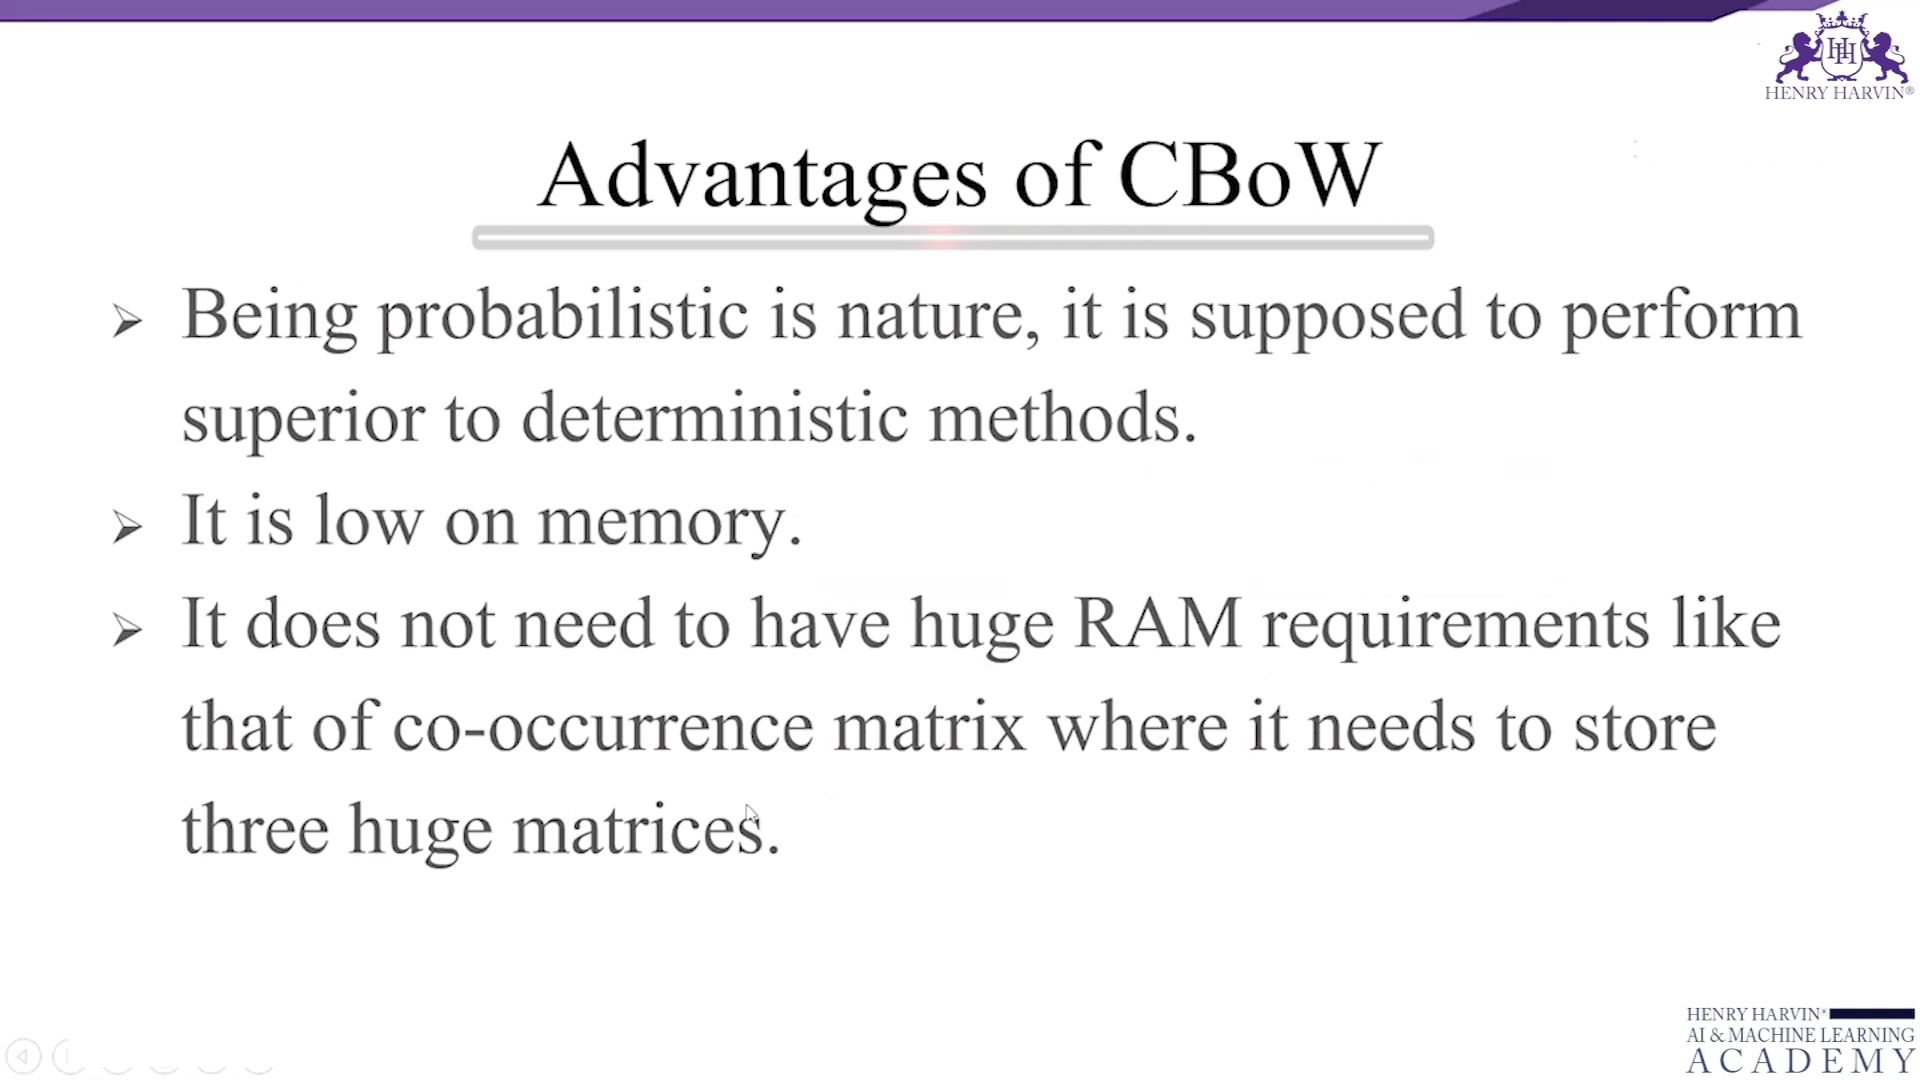 HENRY HARVIN®
Advantages of CBoW
➢ Being probabilistic is nature, it is supposed to perform
superior to deterministic methods.
➢ It is low on memory.
➢ It does not need to have huge RAM requirements like
that of co-occurrence matrix where it needs to store
three huge matrices.
HENRY HARVIN®
AI & MACHINE LEARNING
ACADEMY